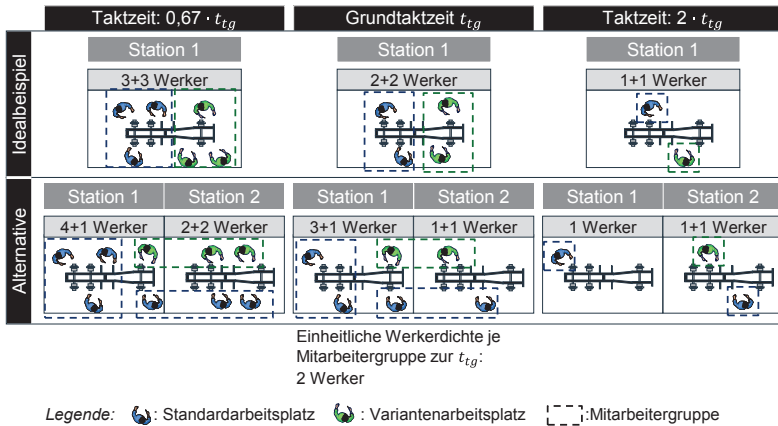 Taktzeit: 0,67 · t_tg
Grundtaktzeit t_tg
Taktzeit: 2 · t_tg
Idealbeispiel
Station 1
Station 1
Station 1
3+3 Werker
2+2 Werker
1+1 Werker
Alternative
Station 1
Station 2
Station 1
Station 2
Station 1
Station 2
4+1 Werker
2+2 Werker
3+1 Werker
1+1 Werker
1 Werker
1+1 Werker
Einheitliche Werkerdichte je
Mitarbeitergruppe zur t_tg:
2 Werker
Legende: : Standardarbeitsplatz : Variantenarbeitsplatz :Mitarbeitergruppe